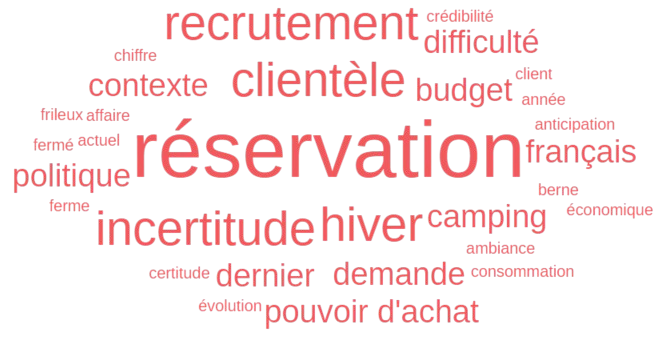 recrutement crédibilité
difficulté
chiffre
contexte clientèle budget client
année
frileux affaire
anticipation
fermé actuel réservation français
politique
berne
ferme
économique
incertitude hiver camping
ambiance
certitude dernier demande consommation
évolution pouvoir d'achat